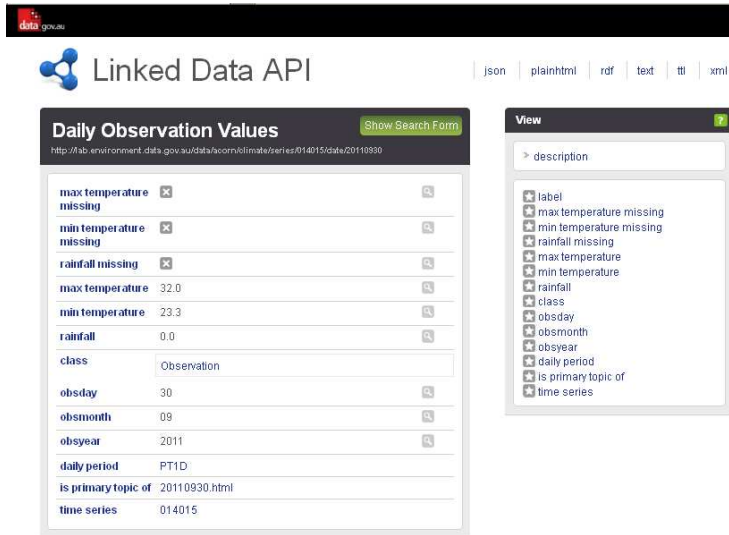 data.gov.au
Linked Data API
json plainhtml rdf text ttl xml
Daily Observation Values
Show Search Form
http://lab.environment.data.gov.au/data/acorn/climate/series/014015/date/20110930
max temperature
missing
min temperature
missing
rainfall missing
max temperature 32.0
min temperature 23.3
rainfall 0.0
class Observation
obsday 30
obsmonth 09
obsyear 2011
daily period PT1D
is primary topic of 20110930.html
time series 014015
View ?
> description
label
max temperature missing
min temperature missing
rainfall missing
max temperature
min temperature
rainfall
class
obsday
obsmonth
obsyear
daily period
is primary topic of
time series